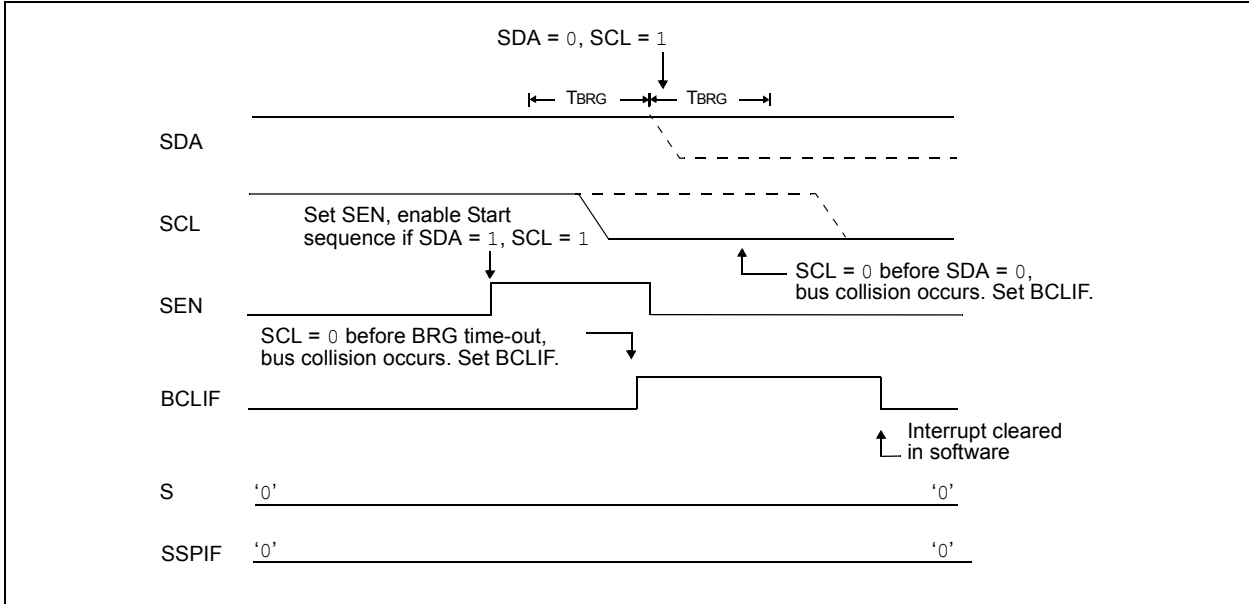 SDA = 0, SCL = 1
TBRG TBRG
SDA
SCL
Set SEN, enable Start
sequence if SDA = 1, SCL = 1
SCL = 0 before SDA = 0,
bus collision occurs. Set BCLIF.
SEN
SCL = 0 before BRG time-out,
bus collision occurs. Set BCLIF.
BCLIF
Interrupt cleared
in software
S ‘0’ ‘0’
SSPIF ‘0’ ‘0’